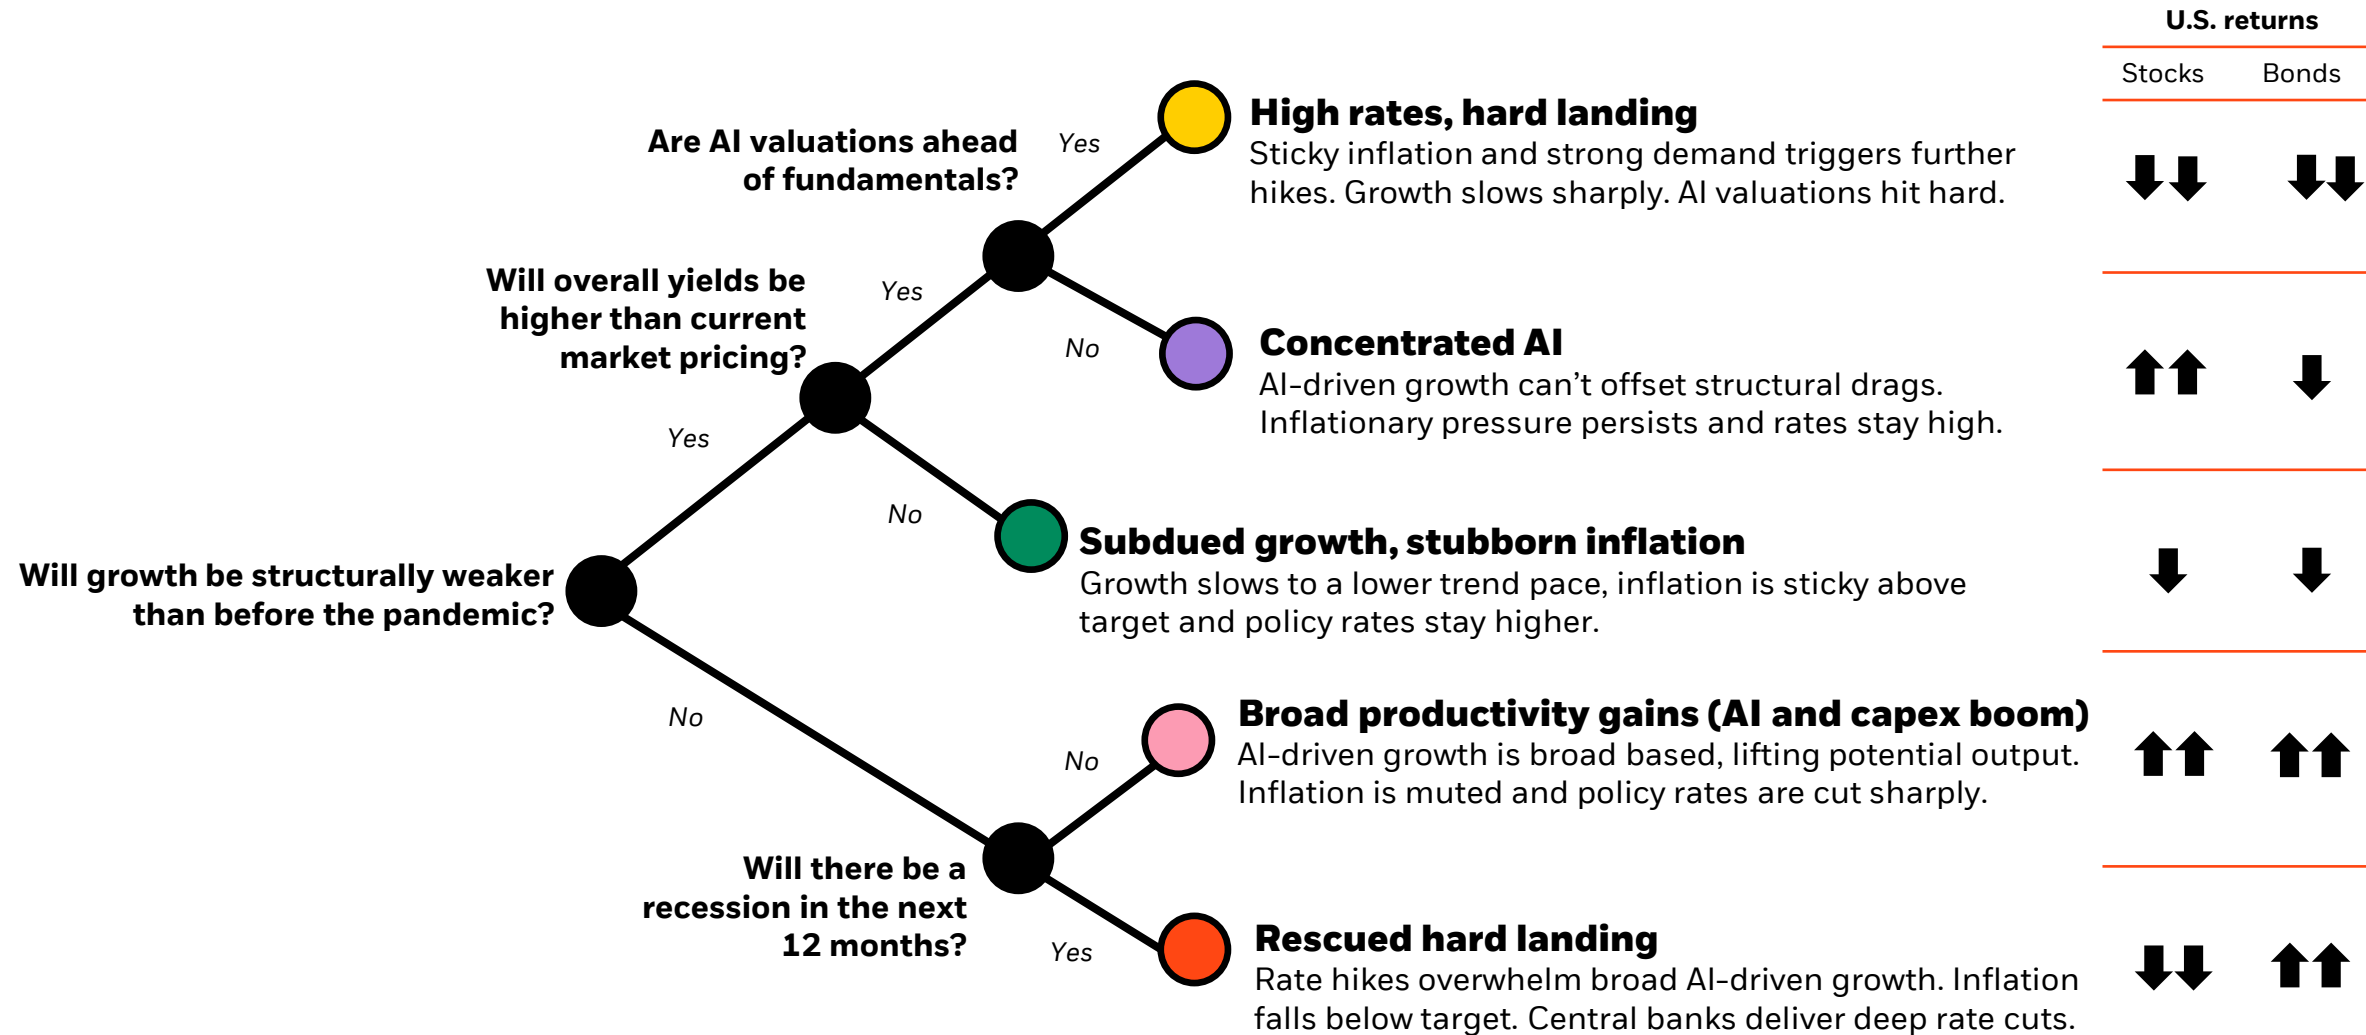 U.S. returns
Stocks Bonds
Are AI valuations ahead
of fundamentals?
Yes
High rates, hard landing
Sticky inflation and strong demand triggers further
hikes. Growth slows sharply. AI valuations hit hard.
Will overall yields be
higher than current
market pricing?
Yes
No
Concentrated AI
AI-driven growth can’t offset structural drags.
Inflationary pressure persists and rates stay high.
Yes
No
Subdued growth, stubborn inflation
Growth slows to a lower trend pace, inflation is sticky above
target and policy rates stay higher.
Will growth be structurally weaker
than before the pandemic?
No
No
Broad productivity gains (AI and capex boom)
AI-driven growth is broad based, lifting potential output.
Inflation is muted and policy rates are cut sharply.
Will there be a
recession in the next
12 months?
Yes
Rescued hard landing
Rate hikes overwhelm broad AI-driven growth. Inflation
falls below target. Central banks deliver deep rate cuts.